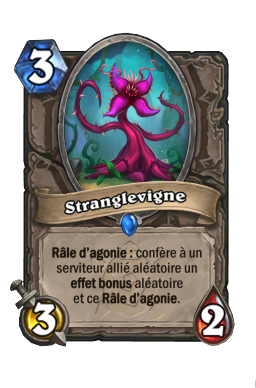 3
Stranglevigne
Râle d'agonie : confère à un
serviteur allié aléatoire un
effet bonus aléatoire
et ce Râle d'agonie.
3
2